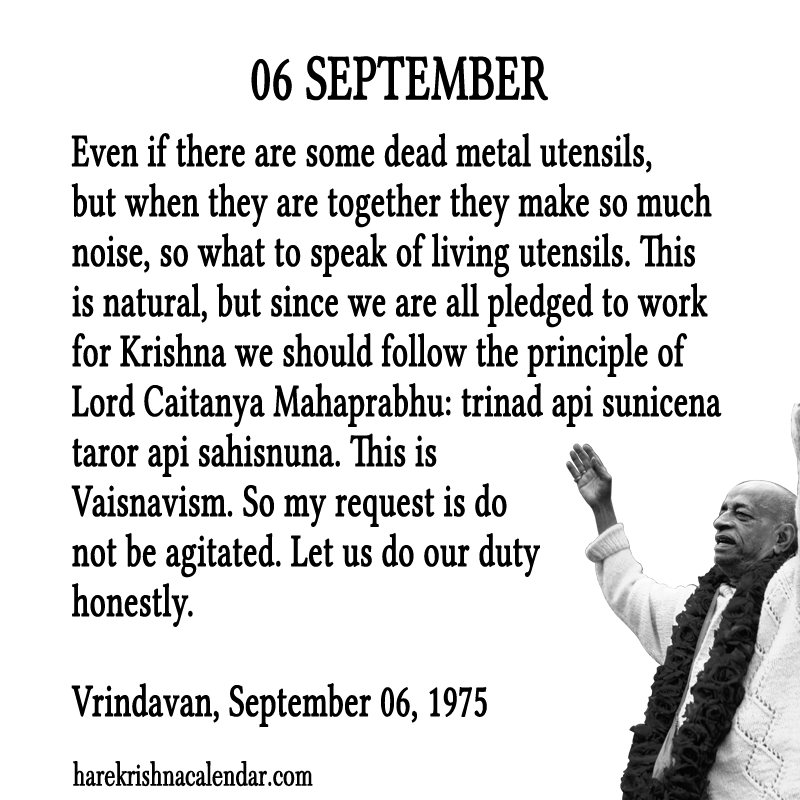 06 SEPTEMBER
Even if there are some dead metal utensils,
but when they are together they make so much
noise, so what to speak of living utensils. This
is natural, but since we are all pledged to work
for Krishna we should follow the principle of
Lord Caitanya Mahaprabhu: trinad api sunicena
taror api sahisnuna. This is
Vaisnavism. So my request is do
not be agitated. Let us do our duty
honestly.
Vrindavan, September 06, 1975
harekrishnacalendar.com